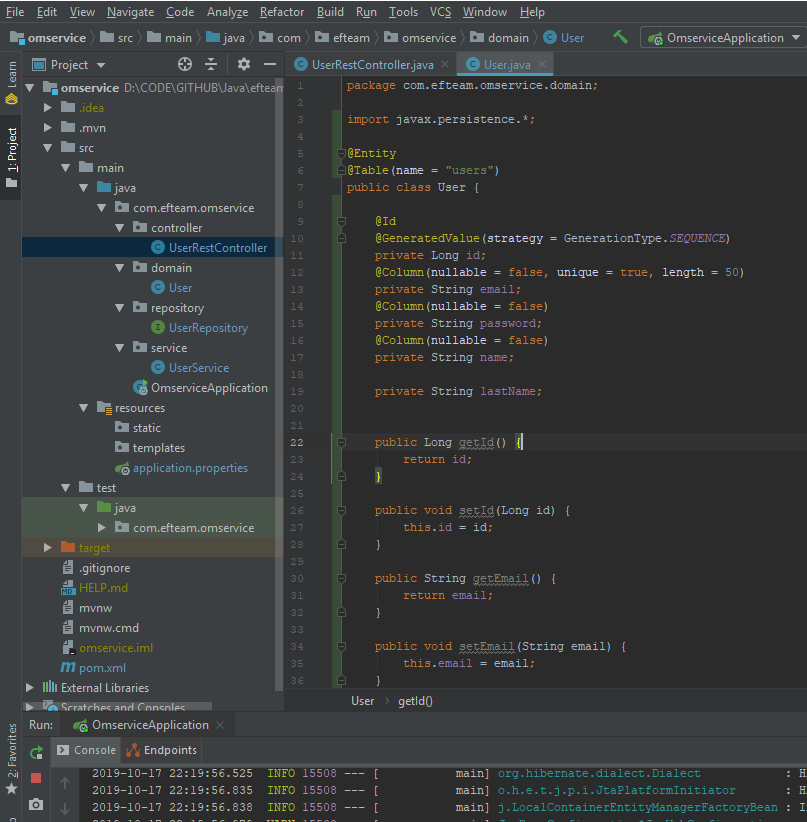 File Edit View Navigate Code Analyze Refactor Build Run Tools VCS Window Help
omservice src main java com efteam omservice domain User OmserviceApplication
Project
UserRestController.java User.java
Learn
1: Project
2: Favorites
omservice D:\CODE\GITHUB\Java\efteam
.idea
.mvn
src
main
java
com.efteam.omservice
controller
UserRestController
domain
User
repository
UserRepository
service
UserService
OmserviceApplication
resources
static
templates
application.properties
test
java
com.efteam.omservice
target
.gitignore
HELP.md
mvnw
mvnw.cmd
omservice.iml
pom.xml
External Libraries
Scratches and Consoles
1 package com.efteam.omservice.domain;
2
3 import javax.persistence.*;
4
5 @Entity
6 @Table(name = "users")
7 public class User {
8
9 @Id
10 @GeneratedValue(strategy = GenerationType.SEQUENCE)
11 private Long id;
12 @Column(nullable = false, unique = true, length = 50)
13 private String email;
14 @Column(nullable = false)
15 private String password;
16 @Column(nullable = false)
17 private String name;
18
19 private String lastName;
20
21
22 public Long getId() {
23 return id;
24 }
25
26 public void setId(Long id) {
27 this.id = id;
28 }
29
30 public String getEmail() {
31 return email;
32 }
33
34 public void setEmail(String email) {
35 this.email = email;
36 }
User getId()
Run: OmserviceApplication
Console Endpoints
2019-10-17 22:19:56.525 INFO 15508 --- [ main] org.hibernate.dialect.Dialect : H
2019-10-17 22:19:56.835 INFO 15508 --- [ main] o.h.e.t.j.p.i.JtaPlatformInitiator : H
2019-10-17 22:19:56.838 INFO 15508 --- [ main] j.LocalContainerEntityManagerFactoryBean : I